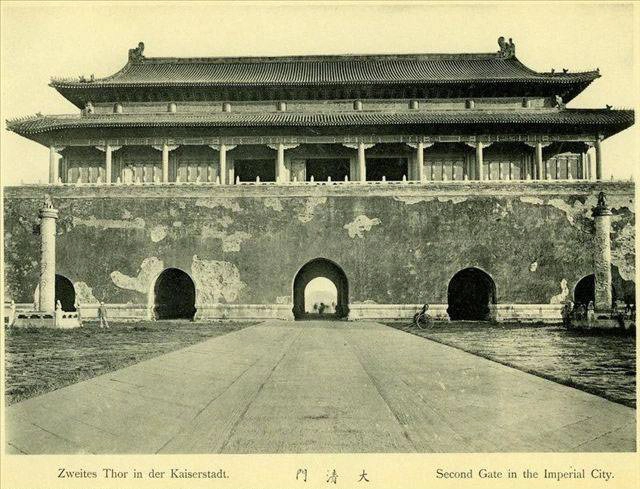 Zweites Thor in der Kaiserstadt.
大清門
Second Gate in the Imperial City.